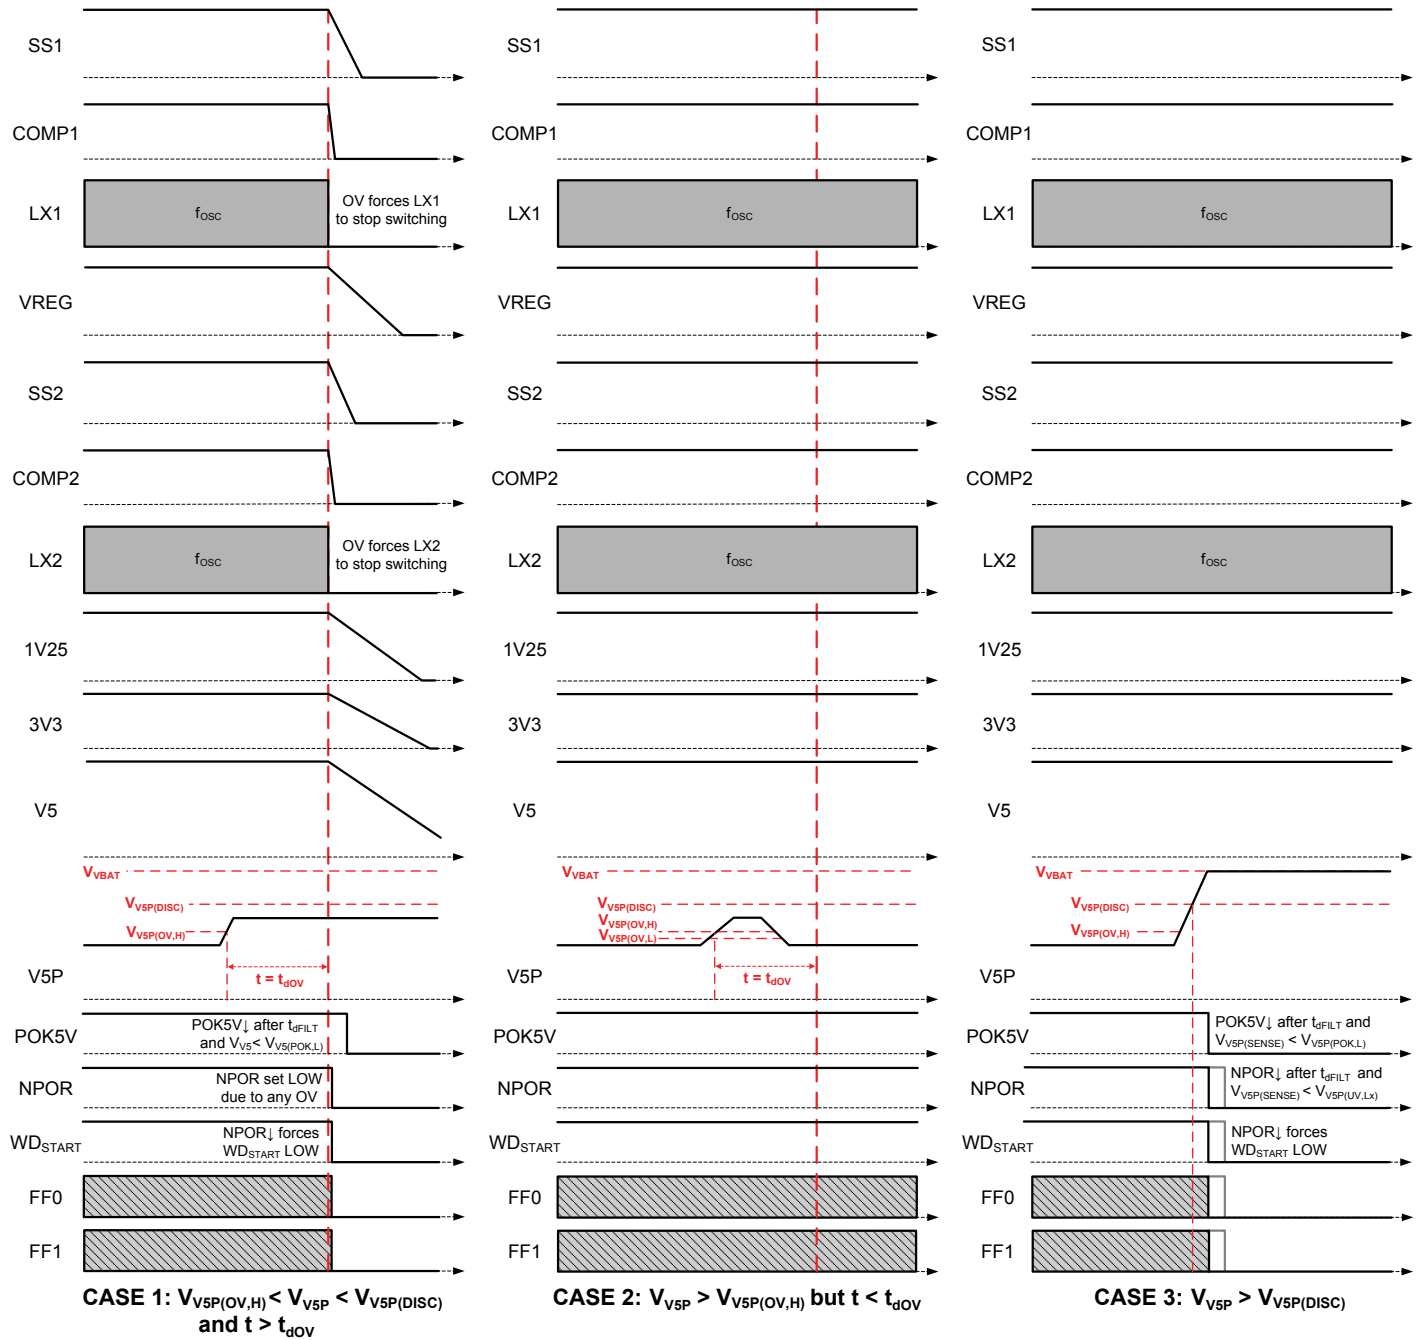 SS1
COMP1
LX1
fOSC
OV forces LX1
to stop switching
VREG
SS2
COMP2
LX2
fOSC
OV forces LX2
to stop switching
1V25
3V3
V5
VVBAT
VV5P(DISC)
VV5P(OV,H)
V5P
t = tdOV
POK5V
POK5V↓ after tdFILT
and VV5< VV5(POK,L)
NPOR
NPOR set LOW
due to any OV
WDSTART
NPOR↓ forces
WDSTART LOW
FF0
FF1
CASE 1: VV5P(OV,H) < VV5P < VV5P(DISC)
and t > tdOV
SS1
COMP1
LX1
fOSC
VREG
SS2
COMP2
LX2
fOSC
1V25
3V3
V5
VVBAT
VV5P(DISC)
VV5P(OV,H)
VV5P(OV,L)
V5P
t = tdOV
POK5V
NPOR
WDSTART
FF0
FF1
CASE 2: VV5P > VV5P(OV,H) but t < tdOV
SS1
COMP1
LX1
fOSC
VREG
SS2
COMP2
LX2
fOSC
1V25
3V3
V5
VVBAT
VV5P(DISC)
VV5P(OV,H)
V5P
POK5V
POK5V↓ after tdFILT and
VV5P(SENSE) < VV5P(POK,L)
NPOR
NPOR↓ after tdFILT and
VV5P(SENSE) < VV5P(UV,Lx)
WDSTART
NPOR↓ forces
WDSTART LOW
FF0
FF1
CASE 3: VV5P > VV5P(DISC)